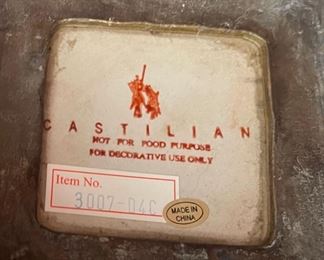 CASTILIAN
NOT FOR FOOD PURPOSE
FOR DECORATIVE USE ONLY
Item No.
3007-04C
MADE IN
CHINA